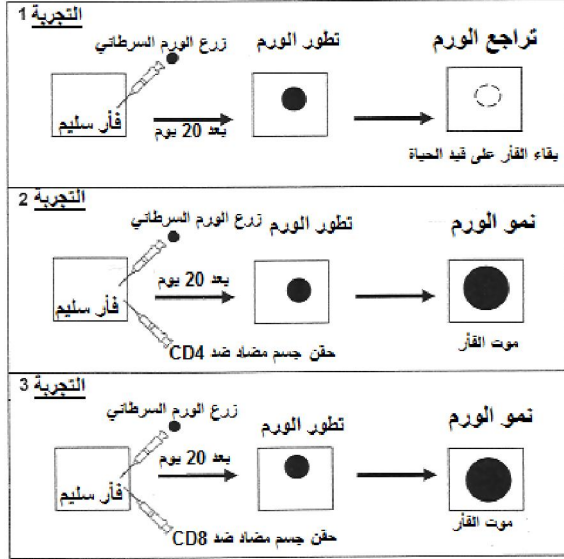 التجربة 1
زرع الورم السرطاني
تطور الورم
تراجع الورم
فأر سليم
بعد 20 يوم
بقاء الفأر على قيد الحياة
التجربة 2
زرع الورم السرطاني
تطور الورم
نمو الورم
فأر سليم
بعد 20 يوم
حقن جسم مضاد ضد CD4
موت الفأر
التجربة 3
زرع الورم السرطاني
تطور الورم
نمو الورم
فأر سليم
بعد 20 يوم
حقن جسم مضاد ضد CD8
موت الفأر